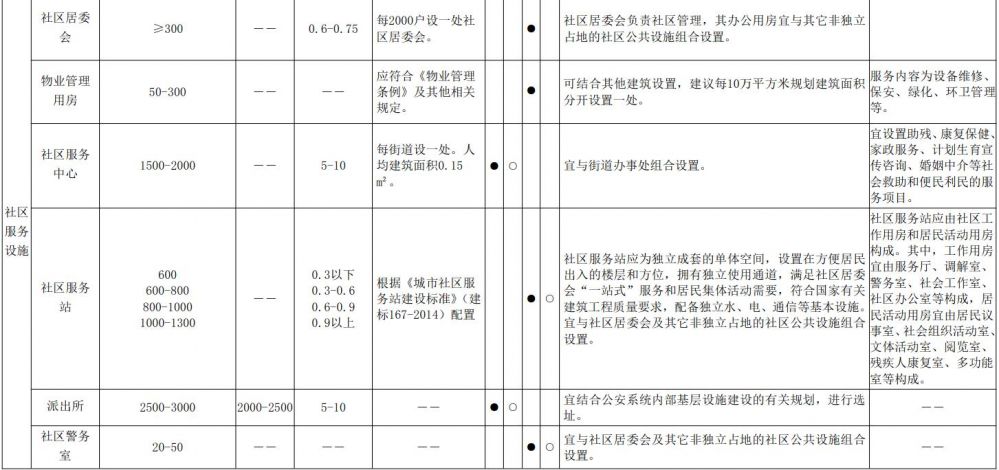 社区居委会
≥300
——
0.6-0.75
每2000户设一处社
区居委会。
●
社区居委会负责社区管理，其办公用房宜与其它非独立
占地的社区公共设施组合设置。
物业管理
用房
50-300
——
——
应符合《物业管理
条例》及其他相关
规定。
●
可结合其他建筑设置，建议每10万平方米规划建筑面积
分开设置一处。
服务内容为设备维修、
保安、绿化、环卫管理
等。
社区
服务
设施
社区服务
中心
1500-2000
——
5-10
每街道设一处。人
均建筑面积0.15
m²。
● ○
宜与街道办事处组合设置。
宜设置助残、康复保健、
家政服务、计划生育宣
传咨询、婚姻中介等社
会救助和便民利民的服
务项目。
社区服务
站
600
600-800
800-1000
1000-1300
0.3以下
0.3-0.6
0.6-0.9
0.9以上
根据《城市社区服
务站建设标准》（建
标167-2014）配置
● ○
社区服务站应为独立成套的单体空间，设置在方便居民
出入的楼层和方位，拥有独立使用通道，满足社区居委
会“一站式”服务和居民集体活动需要，符合国家有关
建筑工程质量要求，配备独立水、电、通信等基本设施。
宜与社区居委会及其它非独立占地的社区公共设施组合
设置。
社区服务站应由社区工
作用房和居民活动用房
构成。其中，工作用房
宜由服务厅、调解室、
警务室、社会工作室、
社区办公室等构成，居
民活动用房宜由居民议
事室、社会组织活动室、
文体活动室、阅览室、
残疾人康复室、多功能
室等构成。
派出所
2500-3000
2000-2500
5-10
——
● ○
宜结合公安系统内部基层设施建设的有关规划，进行选
址。
——
社区警务
室
20-50
——
——
——
● ○
宜与社区居委会及其它非独立占地的社区公共设施组合
设置。
——